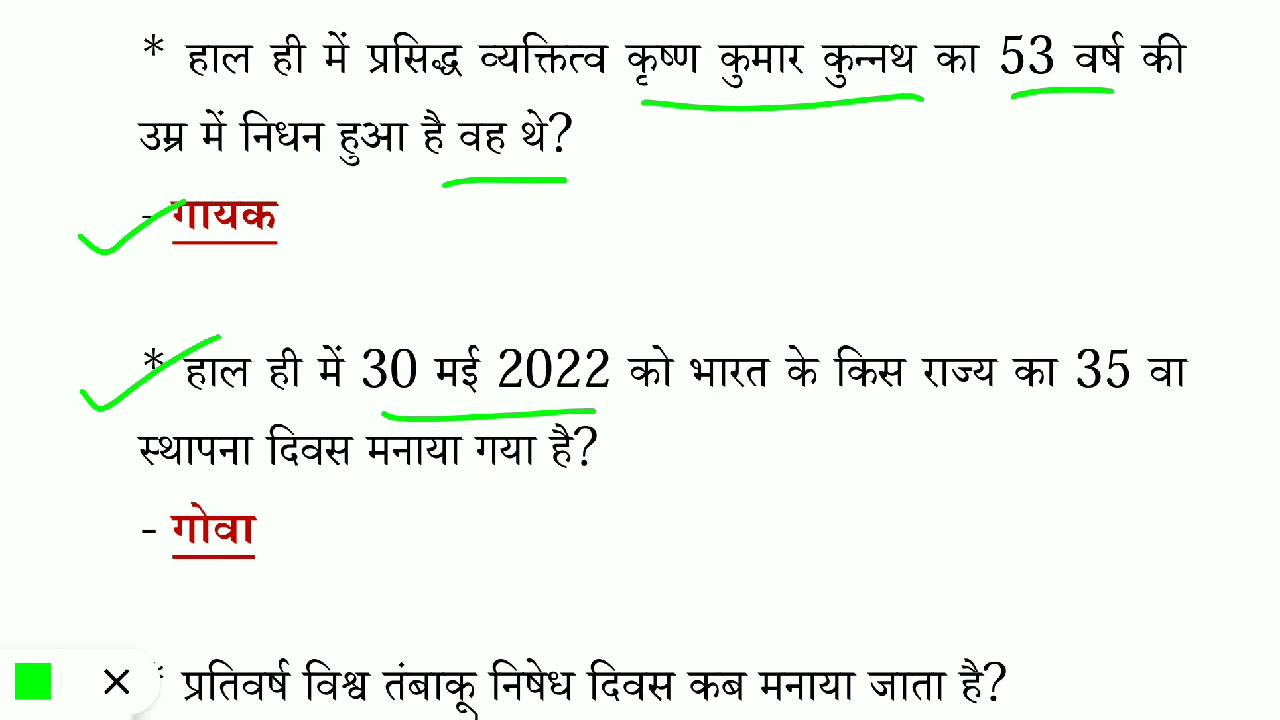 * हाल ही में प्रसिद्ध व्यक्तित्व कृष्ण कुमार कुन्नथ का 53 वर्ष की
उम्र में निधन हुआ है वह थे?
- गायक
* हाल ही में 30 मई 2022 को भारत के किस राज्य का 35 वा
स्थापना दिवस मनाया गया है?
- गोवा
* प्रतिवर्ष विश्व तंबाकू निषेध दिवस कब मनाया जाता है?